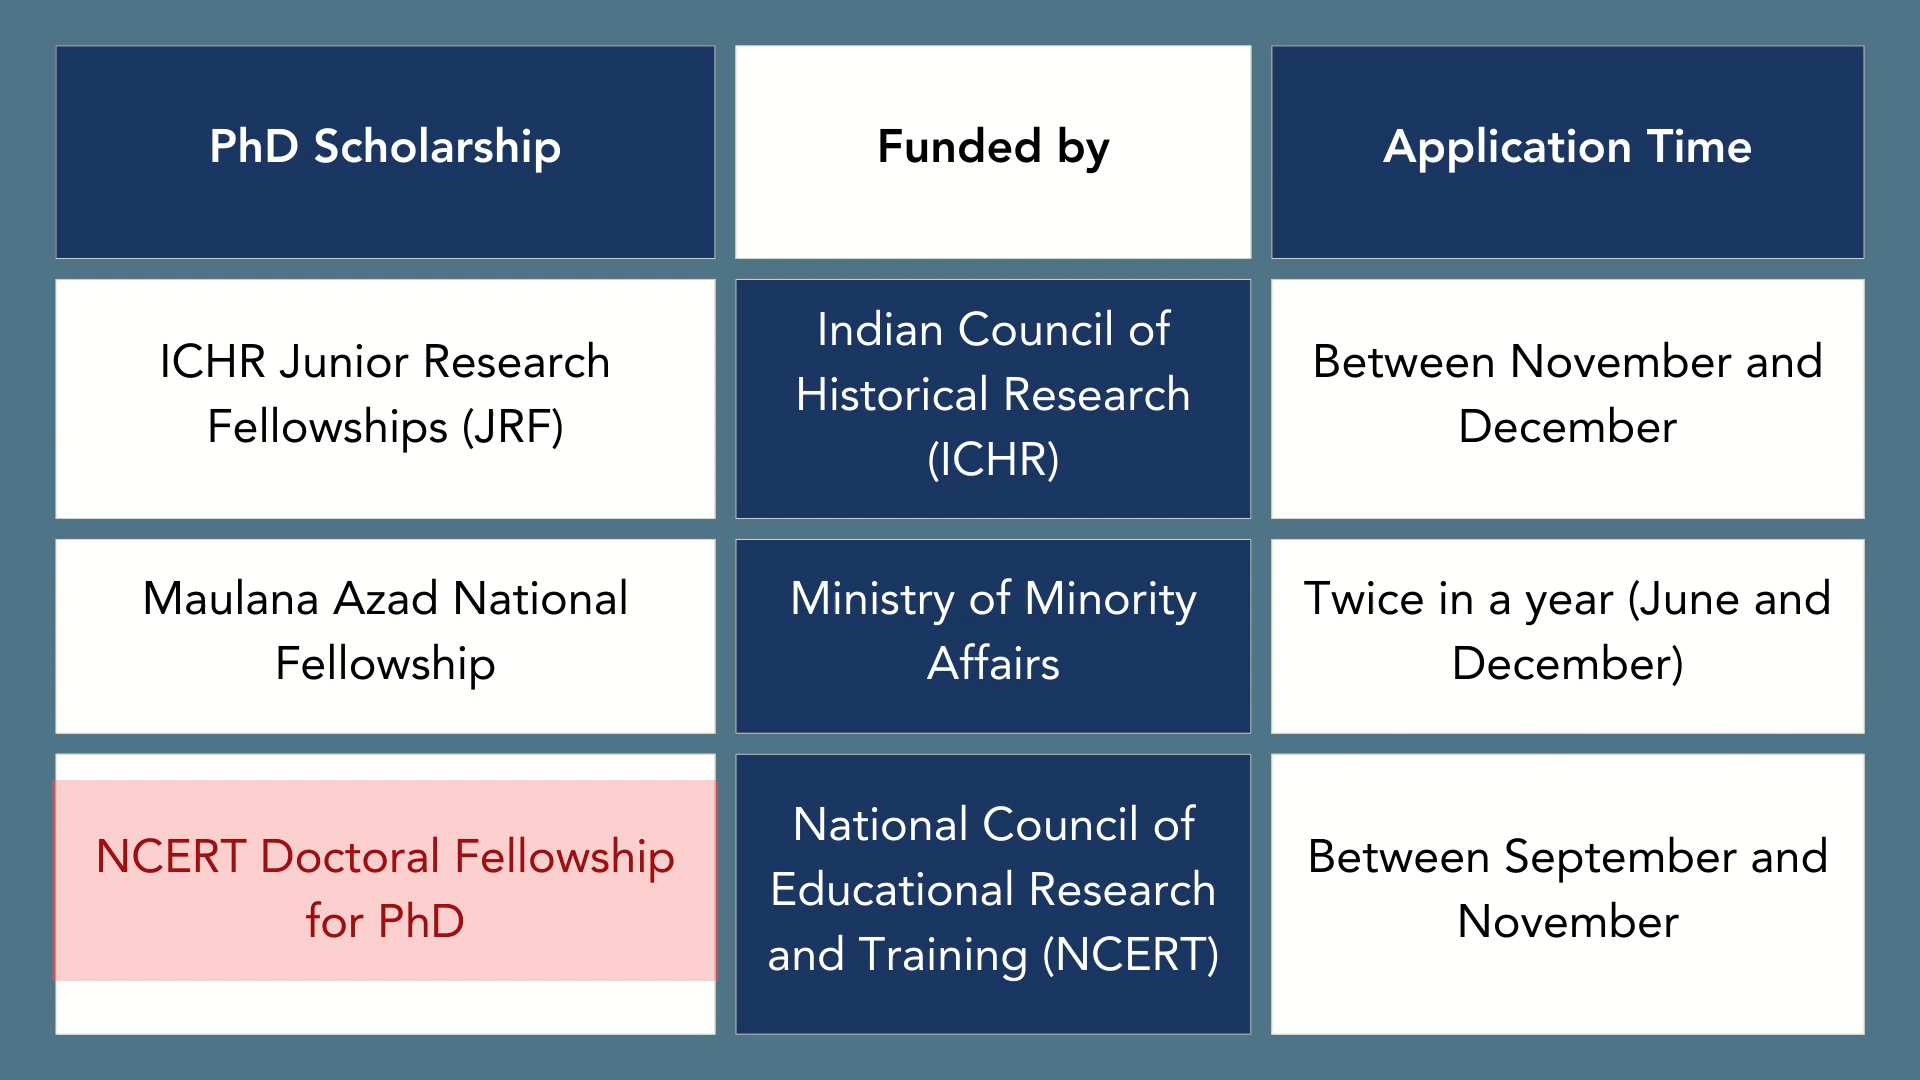 PhD Scholarship
Funded by
Application Time
ICHR Junior Research
Fellowships (JRF)
Indian Council of
Historical Research
(ICHR)
Between November and
December
Maulana Azad National
Fellowship
Ministry of Minority
Affairs
Twice in a year (June and
December)
NCERT Doctoral Fellowship
for PhD
National Council of
Educational Research
and Training (NCERT)
Between September and
November